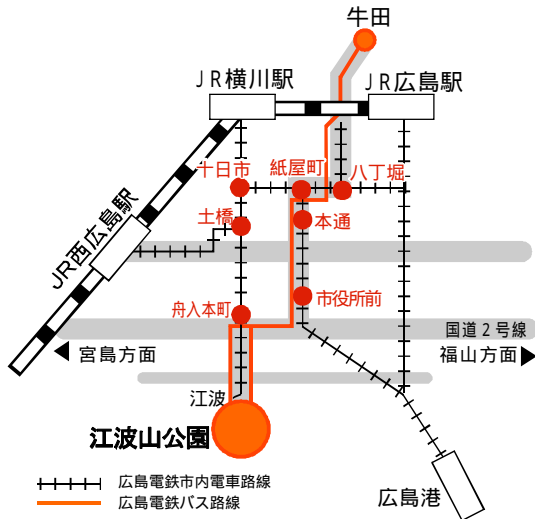 牛田
JR横川駅
JR広島駅
十日市
紙屋町
八丁堀
土橋
本通
JR西広島駅
舟入本町
市役所前
国道2号線
宮島方面
福山方面
江波
江波山公園
広島電鉄市内電車路線
広島電鉄バス路線
広島港